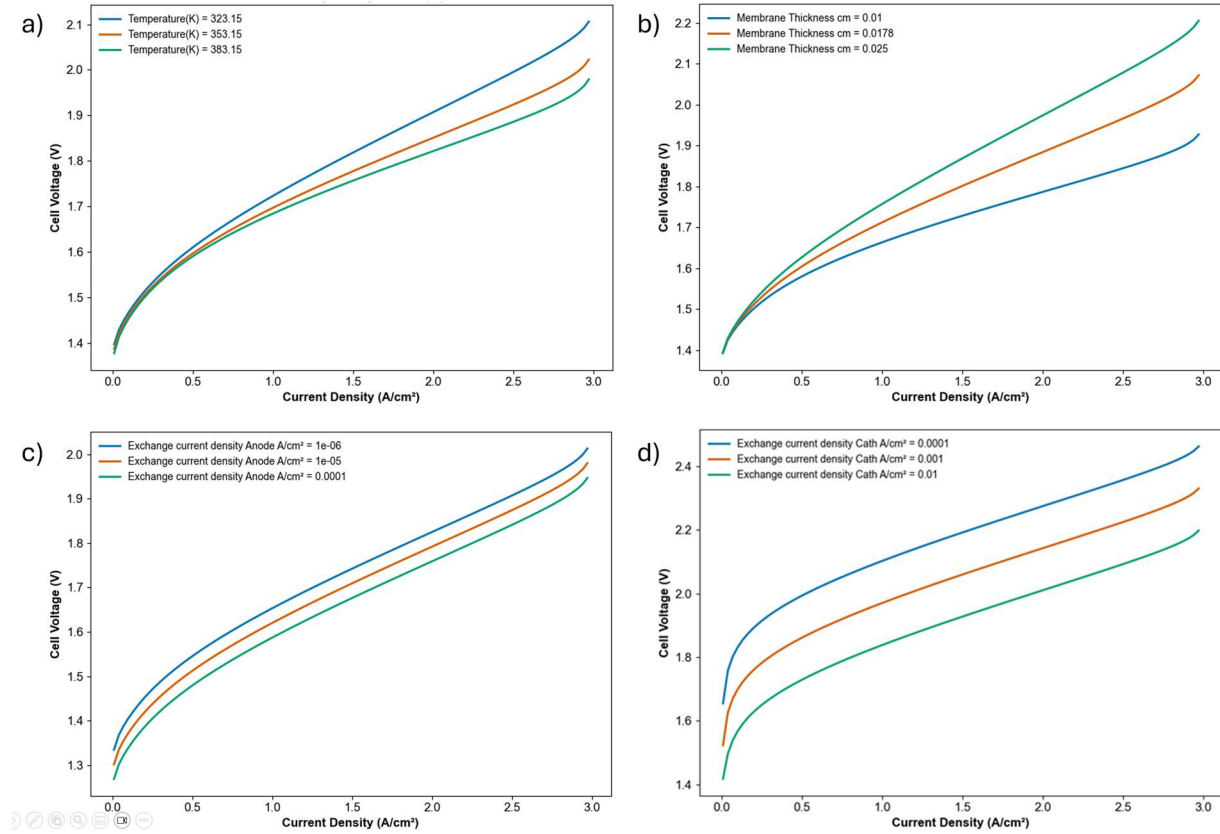 a)
Temperature(K) = 323.15
Temperature(K) = 353.15
Temperature(K) = 383.15
2.1
2.0
1.9
1.8
1.7
1.6
1.5
1.4
Cell Voltage (V)
0.0 0.5 1.0 1.5 2.0 2.5 3.0
Current Density (A/cm²)
b)
Membrane Thickness cm = 0.01
Membrane Thickness cm = 0.0178
Membrane Thickness cm = 0.025
2.2
2.1
2.0
1.9
1.8
1.7
1.6
1.5
1.4
Cell Voltage (V)
0.0 0.5 1.0 1.5 2.0 2.5 3.0
Current Density (A/cm²)
c)
Exchange current density Anode A/cm² = 1e-06
Exchange current density Anode A/cm² = 1e-05
Exchange current density Anode A/cm² = 0.0001
2.0
1.9
1.8
1.7
1.6
1.5
1.4
1.3
Cell Voltage (V)
0.0 0.5 1.0 1.5 2.0 2.5 3.0
Current Density (A/cm²)
d)
Exchange current density Cath A/cm² = 0.0001
Exchange current density Cath A/cm² = 0.001
Exchange current density Cath A/cm² = 0.01
2.4
2.2
2.0
1.8
1.6
1.4
Cell Voltage (V)
0.0 0.5 1.0 1.5 2.0 2.5 3.0
Current Density (A/cm²)